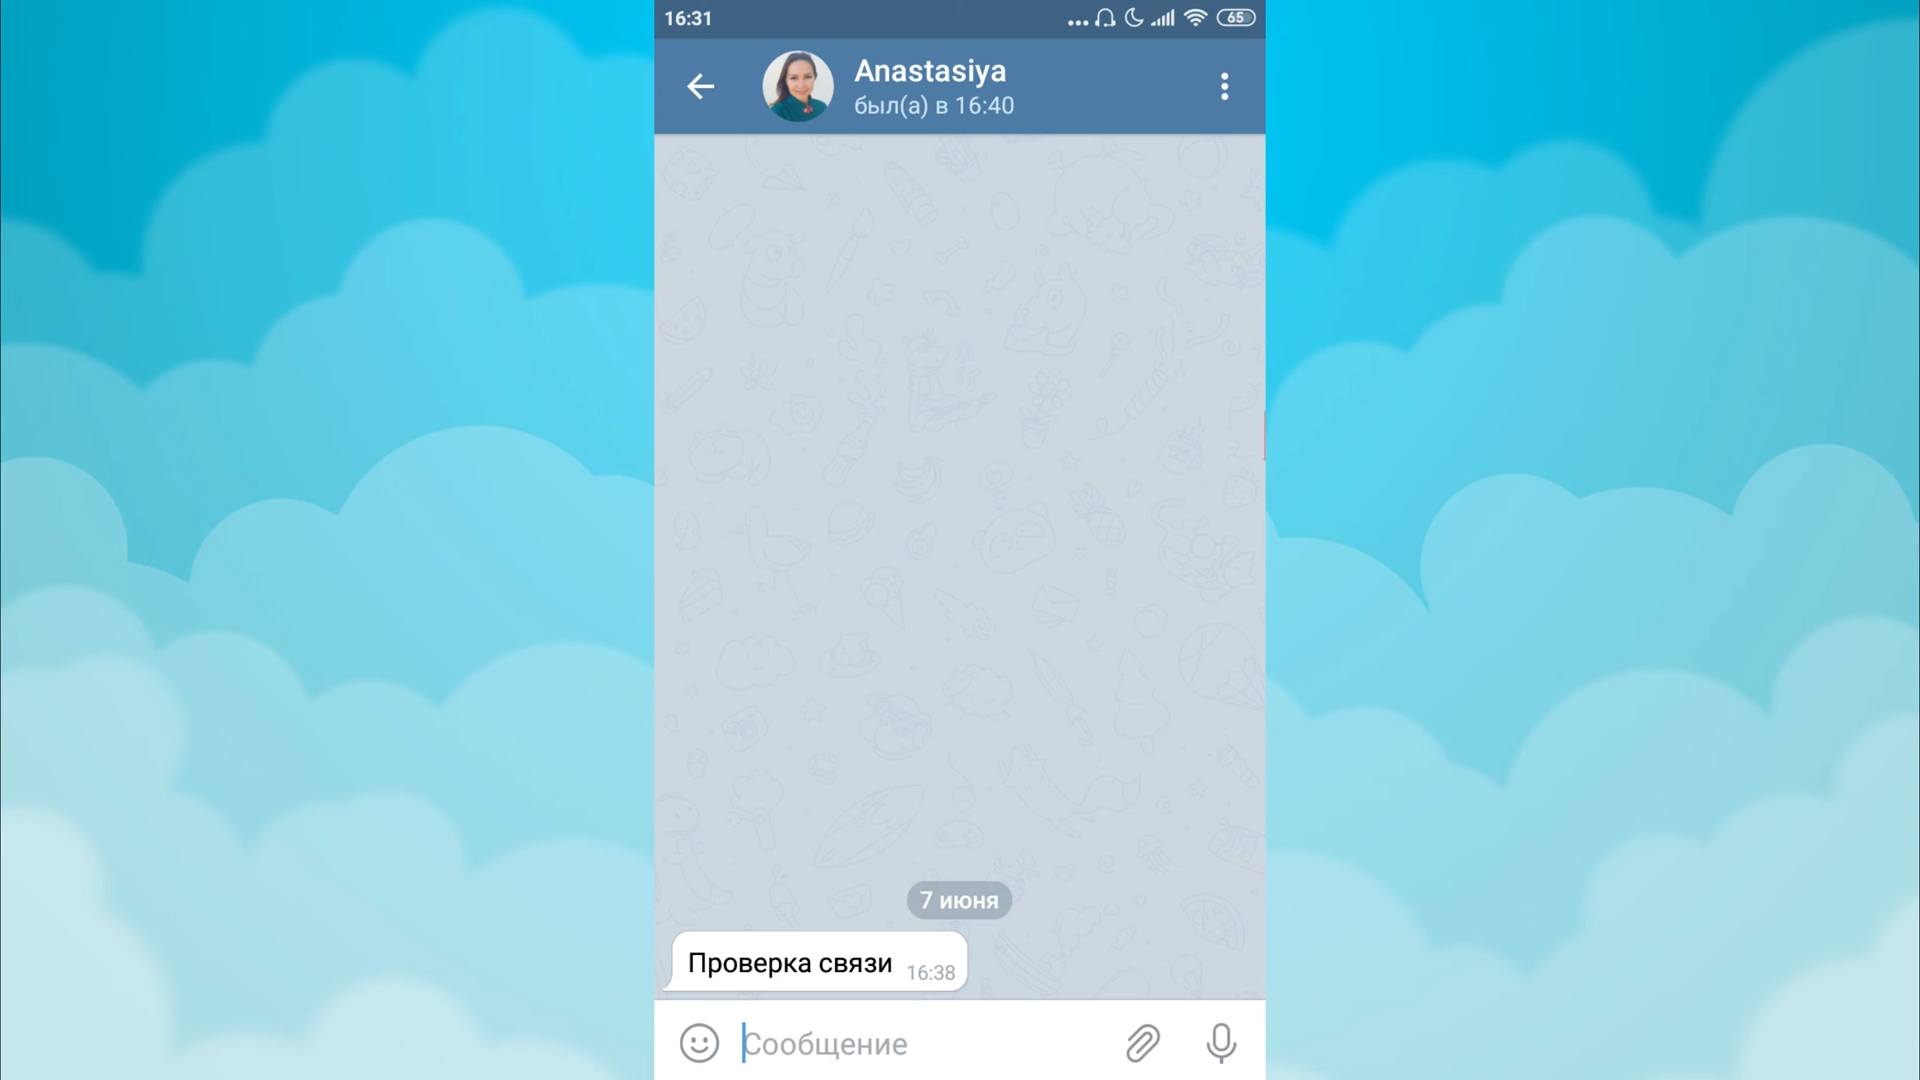 16:31
65
Anastasiya
был(а) в 16:40
7 июня
Проверка связи 16:38
Сообщение